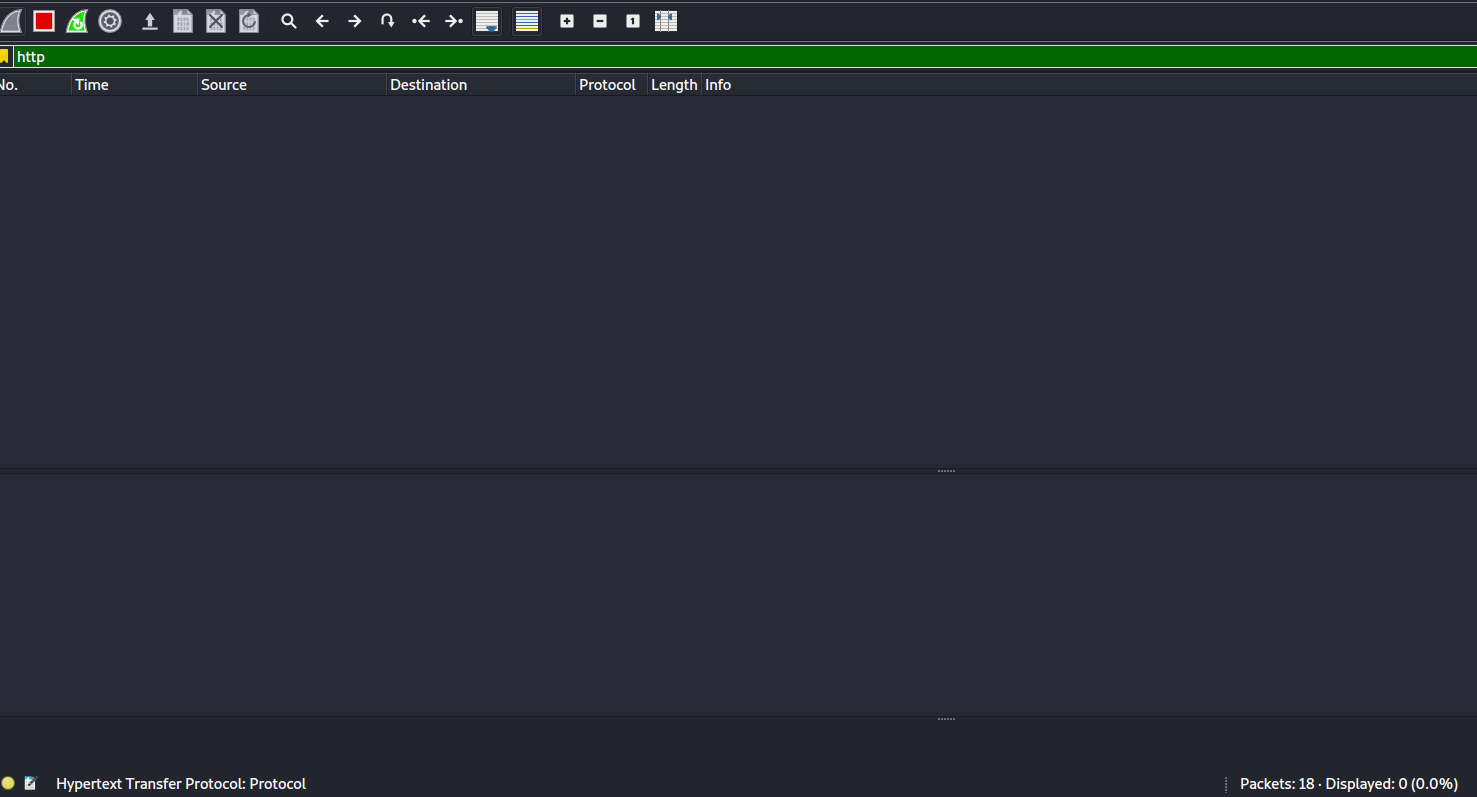 http
No. Time Source Destination Protocol Length Info
Hypertext Transfer Protocol: Protocol Packets: 18 · Displayed: 0 (0.0%)